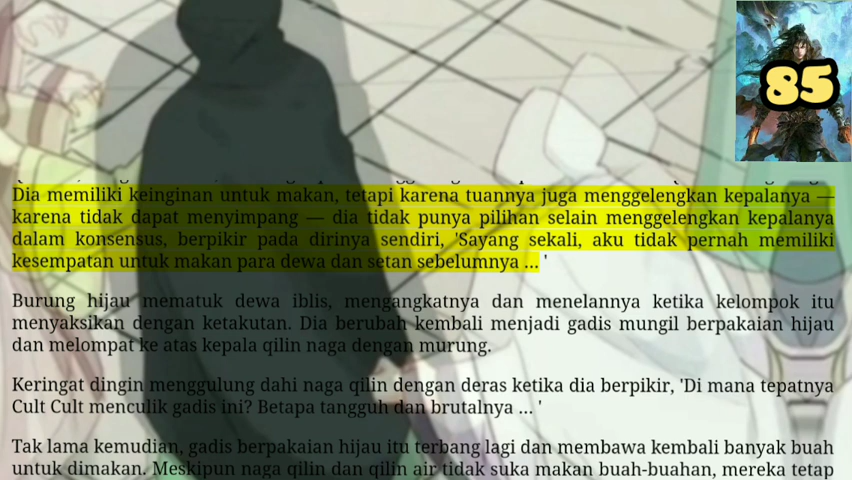 85
Dia memiliki keinginan untuk makan, tetapi karena tuannya juga menggelengkan kepalanya —
karena tidak dapat menyimpang — dia tidak punya pilihan selain menggelengkan kepalanya
dalam konsensus, berpikir pada dirinya sendiri, 'Sayang sekali, aku tidak pernah memiliki
kesempatan untuk makan para dewa dan setan sebelumnya ... '
Burung hijau mematuk dewa iblis, mengangkatnya dan menelannya ketika kelompok itu
menyaksikan dengan ketakutan. Dia berubah kembali menjadi gadis mungil berpakaian hijau
dan melompat ke atas kepala qilin naga dengan murung.
Keringat dingin menggulung dahi naga qilin dengan deras ketika dia berpikir, 'Di mana tepatnya
Cult Cult menculik gadis ini? Betapa tangguh dan brutalnya ... '
Tak lama kemudian, gadis berpakaian hijau itu terbang lagi dan membawa kembali banyak buah
untuk dimakan. Meskipun naga qilin dan qilin air tidak suka makan buah-buahan, mereka tetap